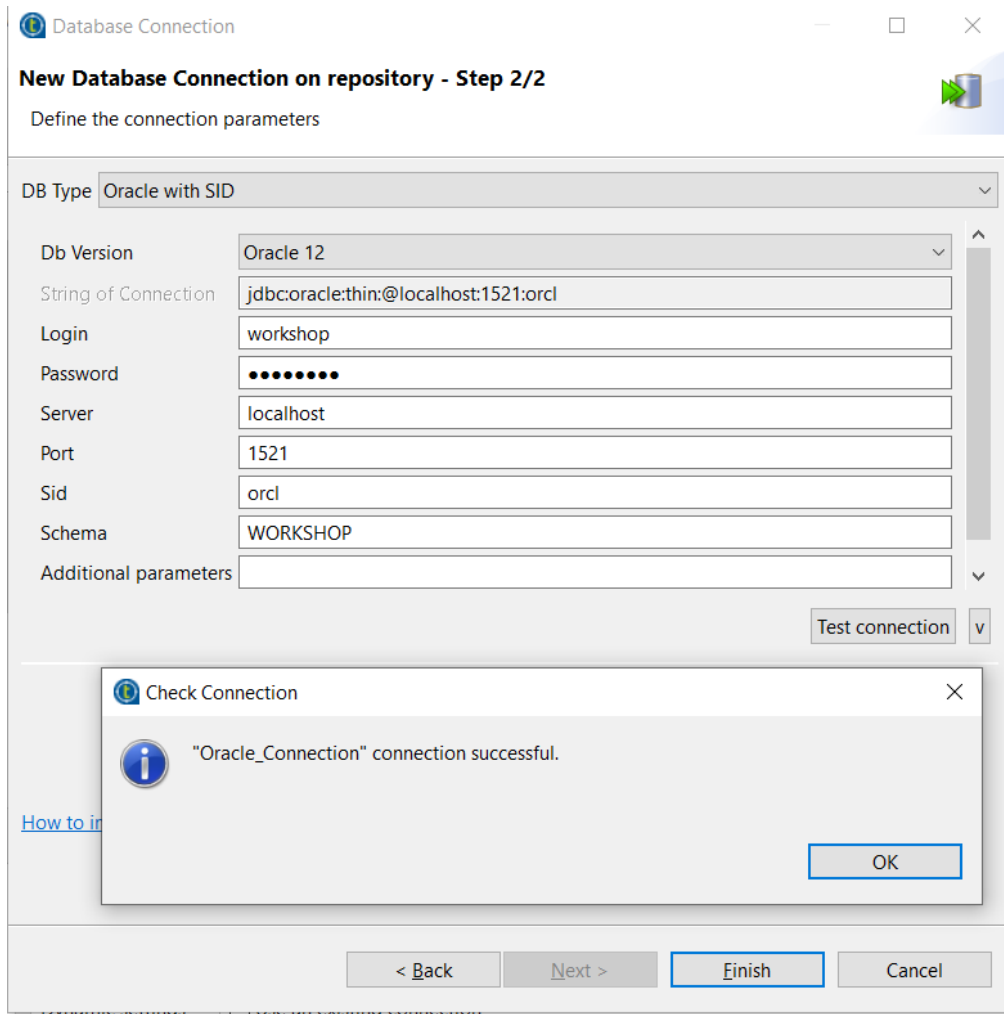 Database Connection
New Database Connection on repository - Step 2/2
Define the connection parameters
DB Type Oracle with SID
Db Version Oracle 12
String of Connection jdbc:oracle:thin:@localhost:1521:orcl
Login workshop
Password ●●●●●●●●
Server localhost
Port 1521
Sid orcl
Schema WORKSHOP
Additional parameters
Test connection v
Check Connection
"Oracle_Connection" connection successful.
How to
OK
< Back Next > Finish Cancel